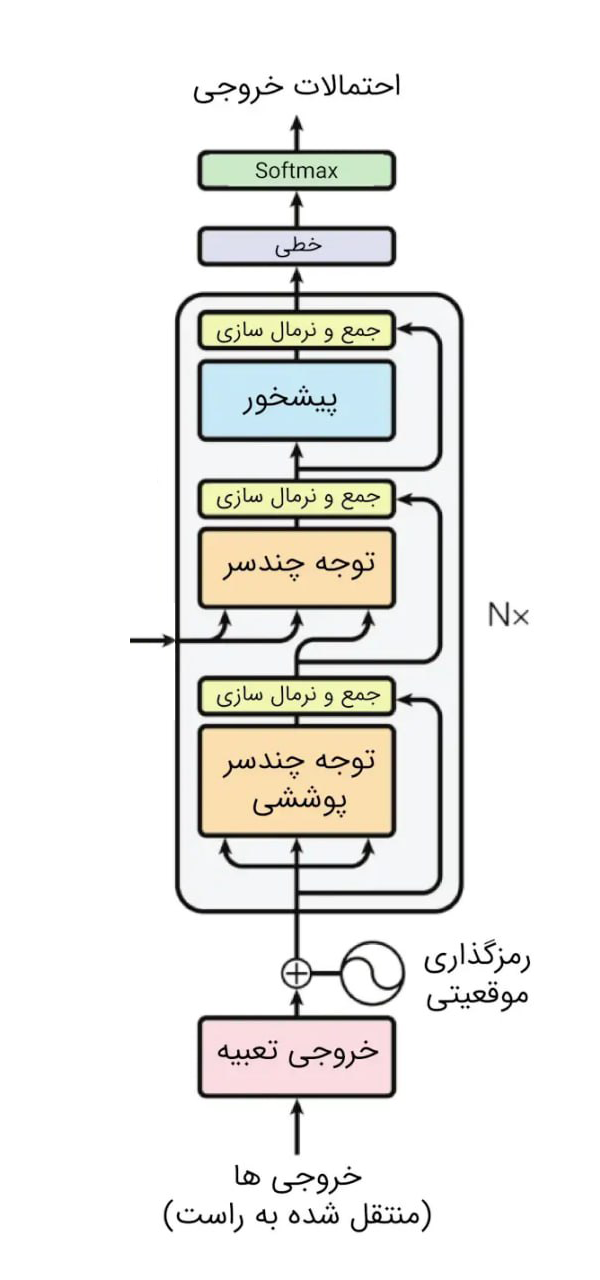 احتمالات خروجی
Softmax
خطی
جمع و نرمال سازی
پیشخور
جمع و نرمال سازی
توجه چندسر
N×
جمع و نرمال سازی
توجه چندسر
پوششی
رمزگذاری
موقعیتی
خروجی تعبیه
خروجی ها
(منتقل شده به راست)